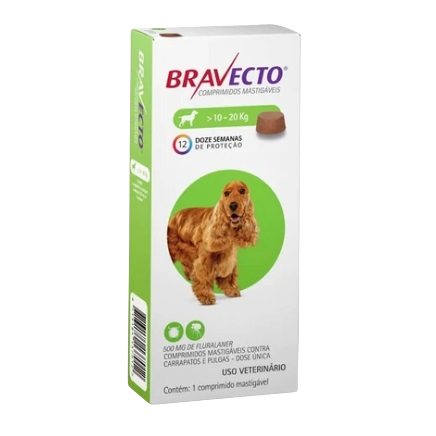 BRAVECTO®
COMPRIMIDOS MASTIGÁVEIS
> 10 – 20 Kg
12
DOZE SEMANAS
DE PROTEÇÃO
500 MG DE FLURALANER
COMPRIMIDOS MASTIGÁVEIS CONTRA
CARRAPATOS E PULGAS - DOSE ÚNICA
USO VETERINÁRIO
Contém: 1 comprimido mastigável
BRAVECTO